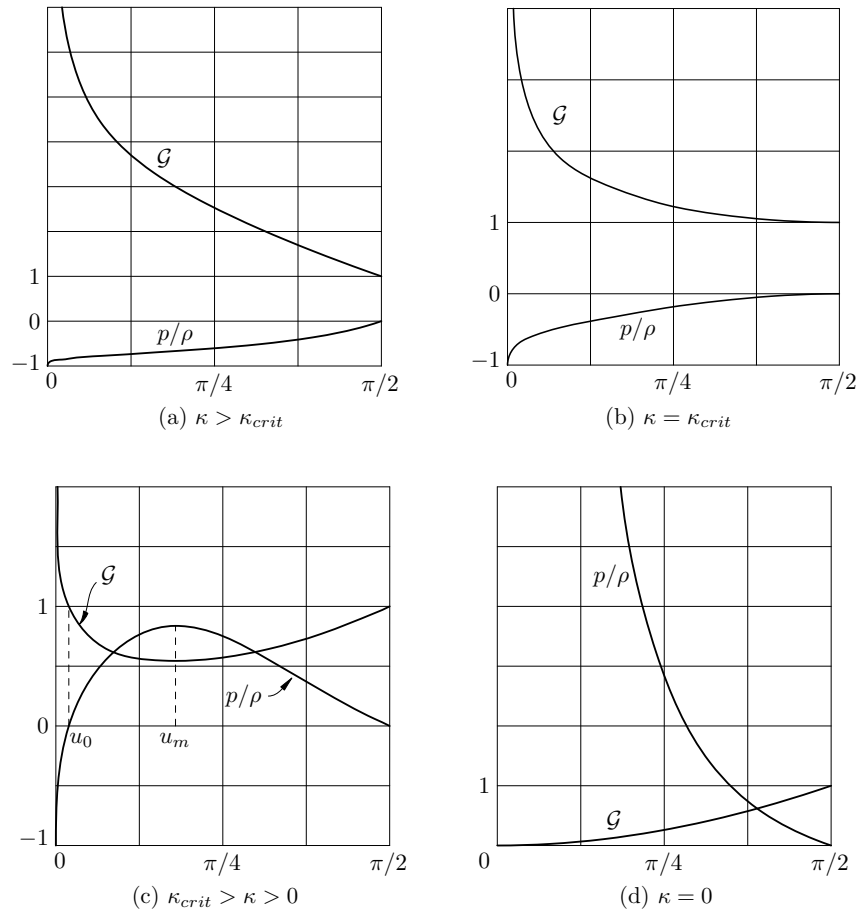 𝒢
1
0
p/ρ
−1
0
π/4
π/2
(a) κ > κ_crit
𝒢
1
0
p/ρ
−1
0
π/4
π/2
(b) κ = κ_crit
𝒢
1
p/ρ
0
u_0
u_m
−1
0
π/4
π/2
(c) κ_crit > κ > 0
p/ρ
1
𝒢
0
π/4
π/2
(d) κ = 0